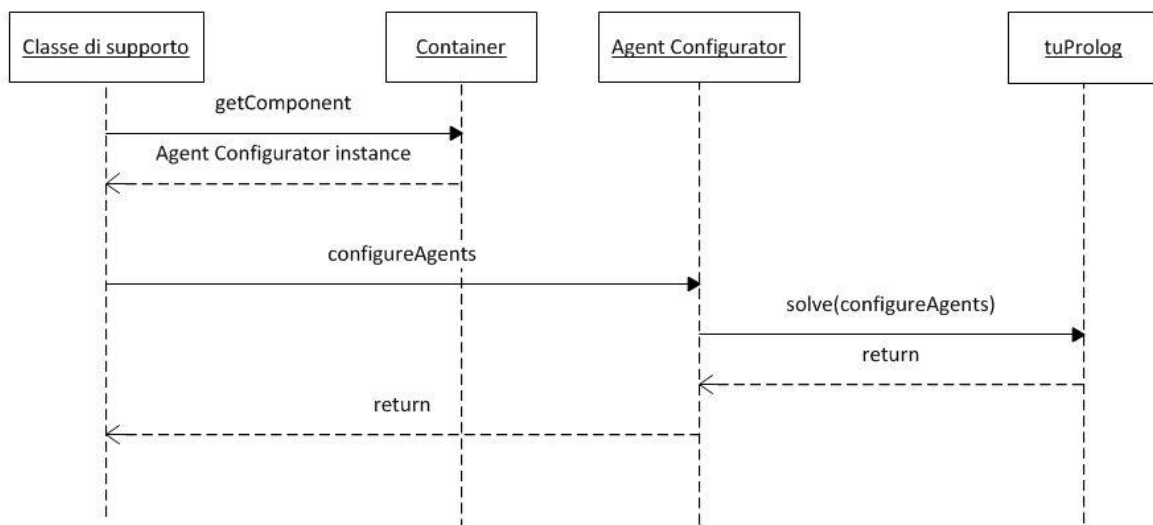 Classe di supporto
Container
Agent Configurator
tuProlog
getComponent
Agent Configurator instance
configureAgents
solve(configureAgents)
return
return